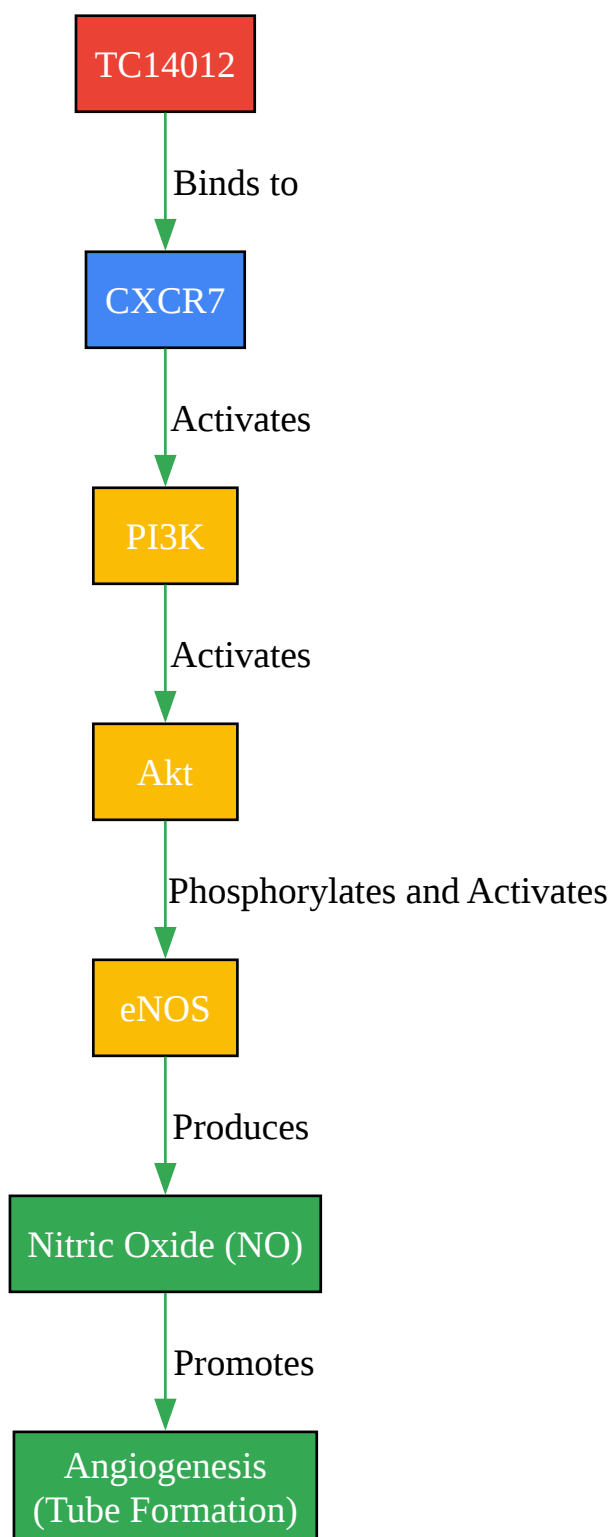 TC14012
Binds to
CXCR7
Activates
PI3K
Activates
Akt
Phosphorylates and Activates
eNOS
Produces
Nitric Oxide (NO)
Promotes
Angiogenesis
(Tube Formation)